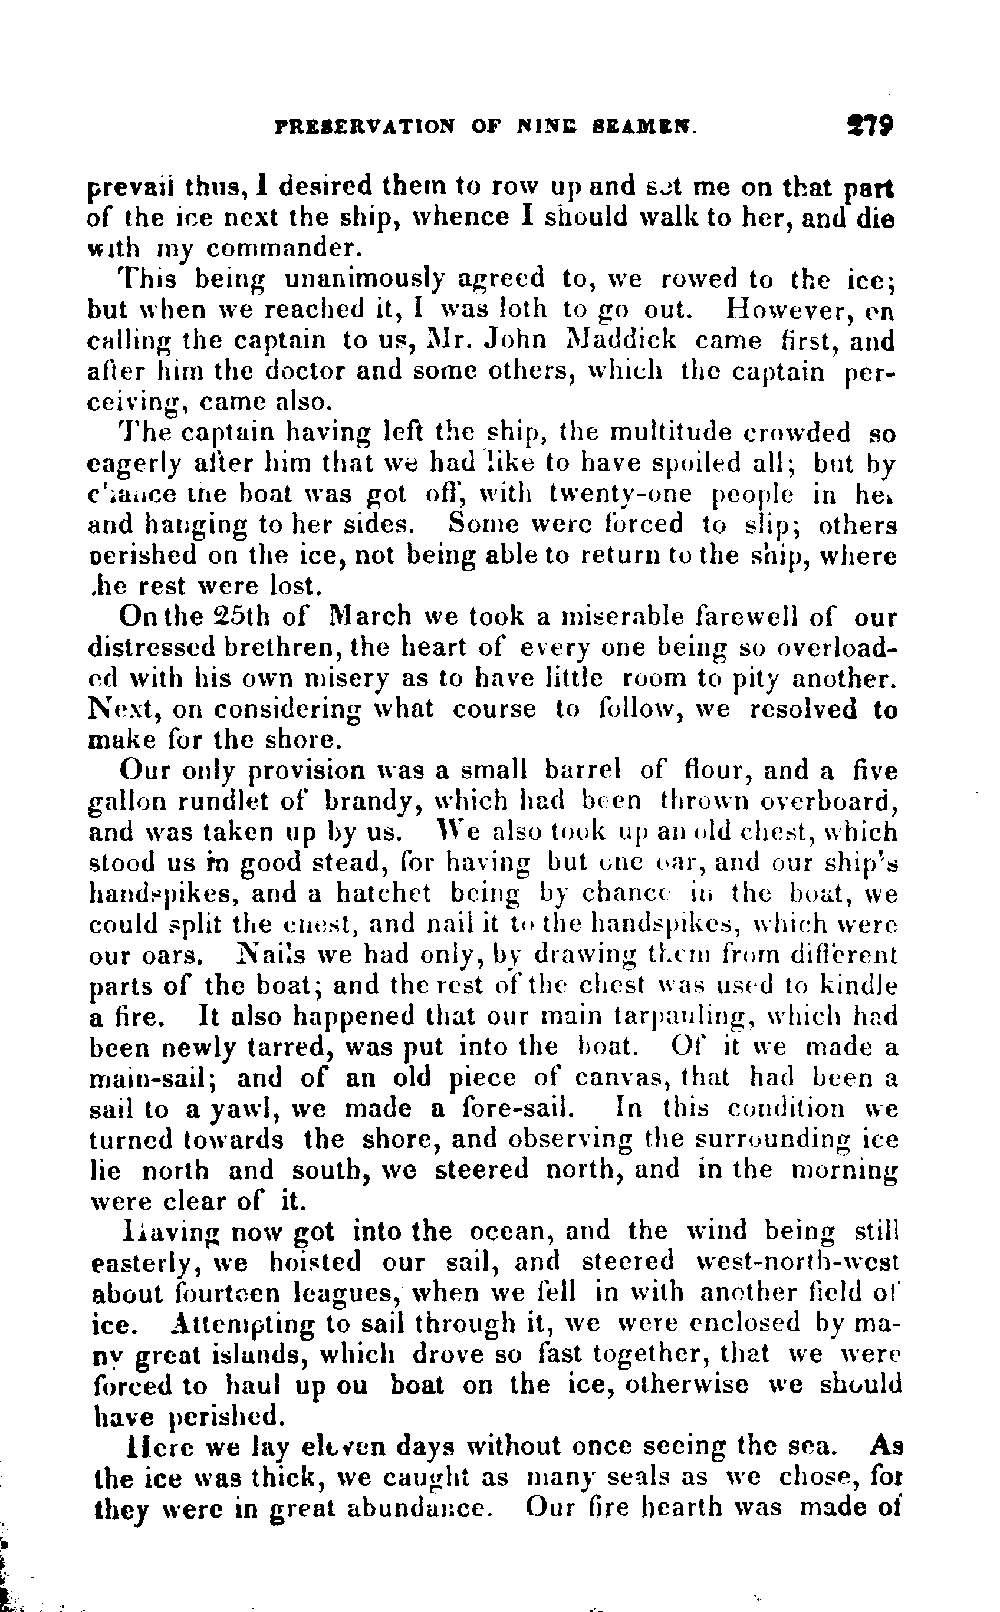 PRESERVATION OF NINE SEAMEN. 279
prevail thus, I desired them to row up and set me on that part
of the ice next the ship, whence I should walk to her, and die
with my commander.
This being unanimously agreed to, we rowed to the ice;
but when we reached it, I was loth to go out. However, on
calling the captain to us, Mr. John Maddick came first, and
after him the doctor and some others, which the captain per-
ceiving, came also.
The captain having left the ship, the multitude crowded so
eagerly after him that we had like to have spoiled all; but by
chance the boat was got off, with twenty-one people in her
and hanging to her sides. Some were forced to slip; others
perished on the ice, not being able to return to the ship, where
the rest were lost.
On the 25th of March we took a miserable farewell of our
distressed brethren, the heart of every one being so overload-
ed with his own misery as to have little room to pity another.
Next, on considering what course to follow, we resolved to
make for the shore.
Our only provision was a small barrel of flour, and a five
gallon rundlet of brandy, which had been thrown overboard,
and was taken up by us. We also took up an old chest, which
stood us in good stead, for having but one oar, and our ship's
handspikes, and a hatchet being by chance in the boat, we
could split the chest, and nail it to the handspikes, which were
our oars. Nails we had only, by drawing them from different
parts of the boat; and the rest of the chest was used to kindle
a fire. It also happened that our main tarpauling, which had
been newly tarred, was put into the boat. Of it we made a
main-sail; and of an old piece of canvas, that had been a
sail to a yawl, we made a fore-sail. In this condition we
turned towards the shore, and observing the surrounding ice
lie north and south, we steered north, and in the morning
were clear of it.
Having now got into the ocean, and the wind being still
easterly, we hoisted our sail, and steered west-north-west
about fourteen leagues, when we fell in with another field of
ice. Attempting to sail through it, we were enclosed by ma-
ny great islands, which drove so fast together, that we were
forced to haul up ou boat on the ice, otherwise we should
have perished.
Here we lay eleven days without once seeing the sea. As
the ice was thick, we caught as many seals as we chose, for
they were in great abundance. Our fire hearth was made of